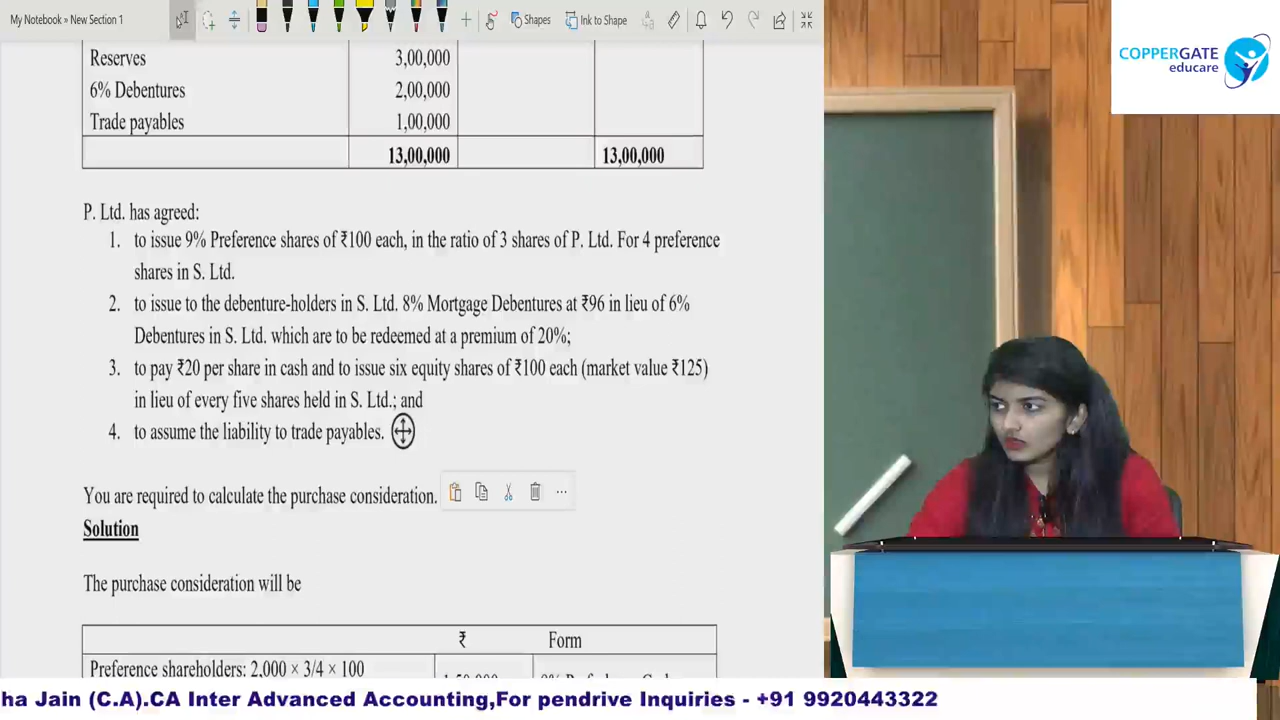 My Notebook » New Section 1
Shapes
Ink to Shape
COPPERGATE
educare
Reserves 3,00,000
6% Debentures 2,00,000
Trade payables 1,00,000
13,00,000 13,00,000
P. Ltd. has agreed:
1. to issue 9% Preference shares of ₹100 each, in the ratio of 3 shares of P. Ltd. For 4 preference
shares in S. Ltd.
2. to issue to the debenture-holders in S. Ltd. 8% Mortgage Debentures at ₹96 in lieu of 6%
Debentures in S. Ltd. which are to be redeemed at a premium of 20%;
3. to pay ₹20 per share in cash and to issue six equity shares of ₹100 each (market value ₹125)
in lieu of every five shares held in S. Ltd.; and
4. to assume the liability to trade payables.
You are required to calculate the purchase consideration.
Solution
The purchase consideration will be
₹ Form
Preference shareholders: 2,000 × 3/4 × 100
ha Jain (C.A).CA Inter Advanced Accounting,For pendrive Inquiries - +91 9920443322